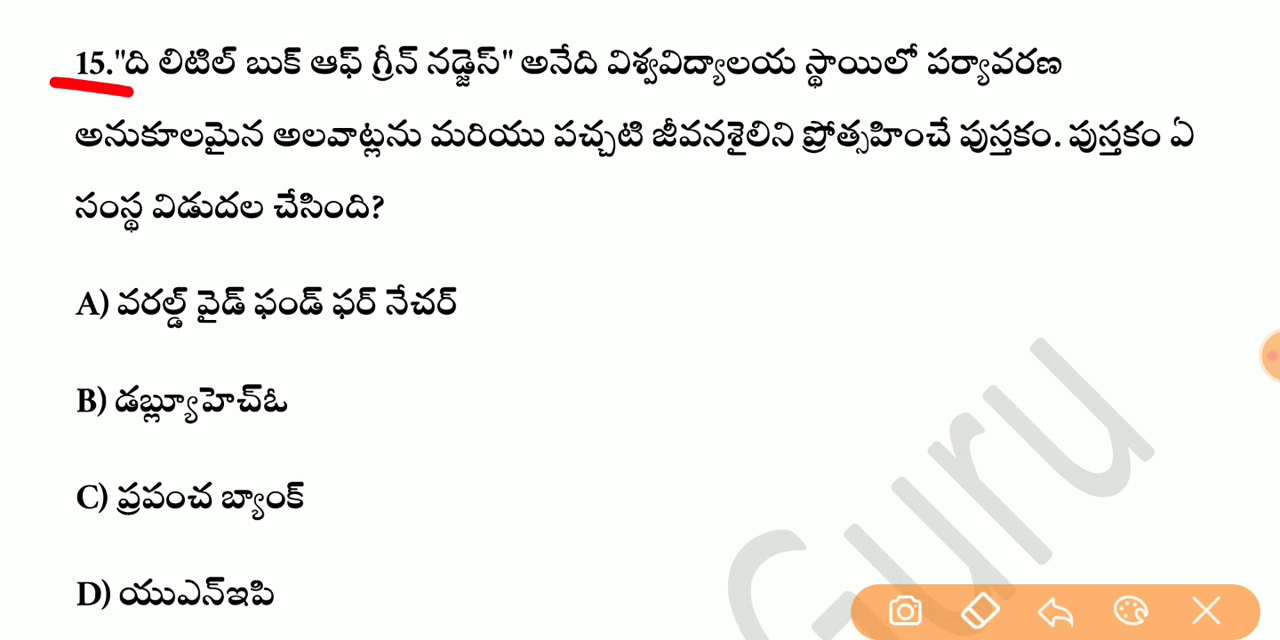 15."ది లిటిల్ బుక్ ఆఫ్ గ్రీన్ నడ్జెస్" అనేది విశ్వవిద్యాలయ స్థాయిలో పర్యావరణ
అనుకూలమైన అలవాట్లను మరియు పచ్చటి జీవనశైలిని ప్రోత్సహించే పుస్తకం. పుస్తకం ఏ
సంస్థ విడుదల చేసింది?
A) వరల్డ్ వైడ్ ఫండ్ ఫర్ నేచర్
B) డబ్ల్యూహెచ్ఓ
C) ప్రపంచ బ్యాంక్
D) యుఎన్ఇపి
Guru